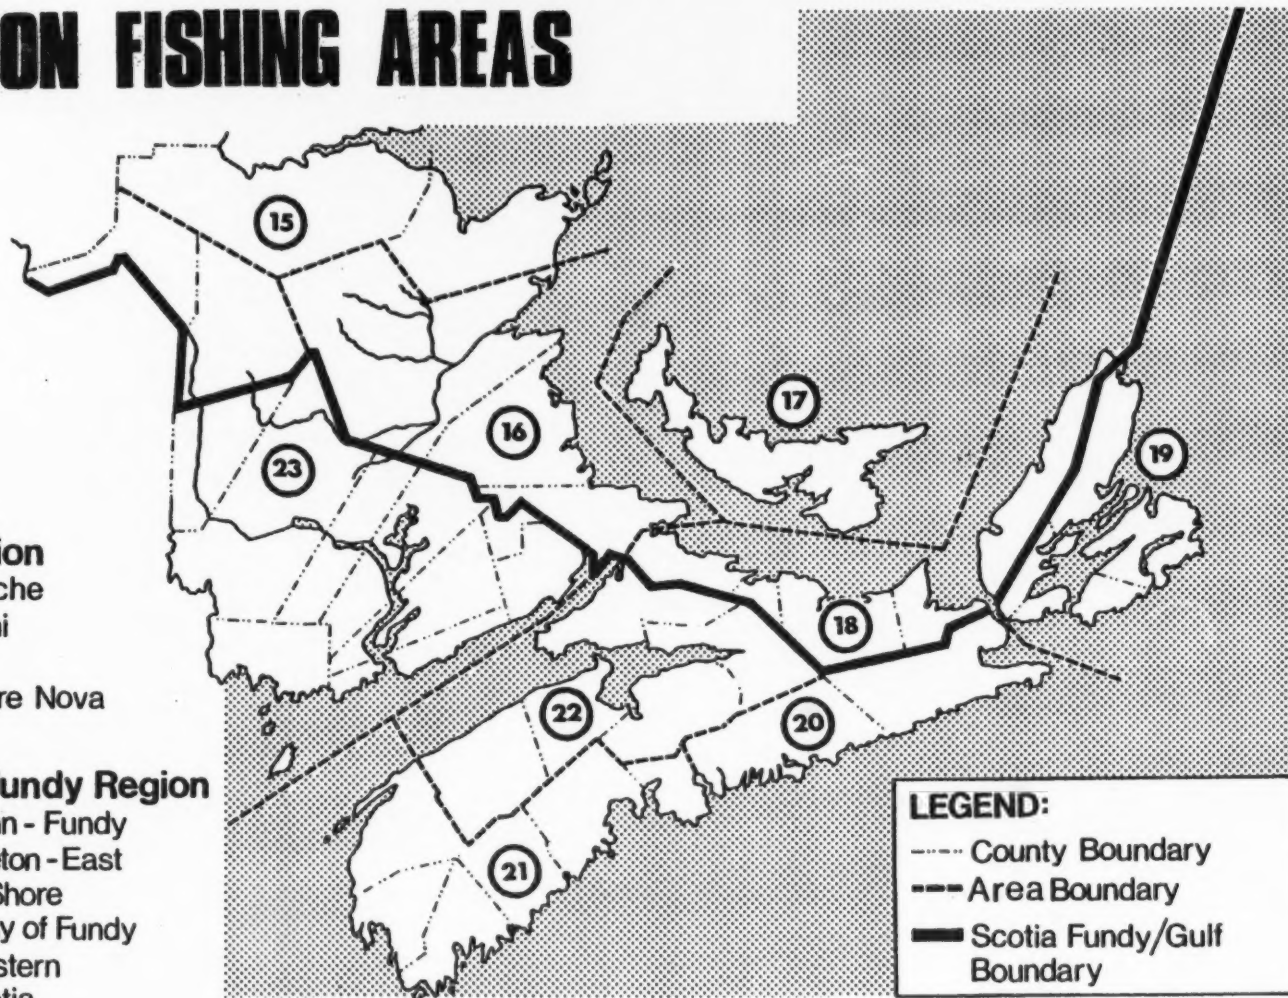 ON FISHING AREAS
15
17
16
19
23
18
22
20
21
ion
che
i
re Nova
undy Region
n - Fundy
ton - East
Shore
y of Fundy
stern
LEGEND:
County Boundary
Area Boundary
Scotia Fundy/Gulf
Boundary